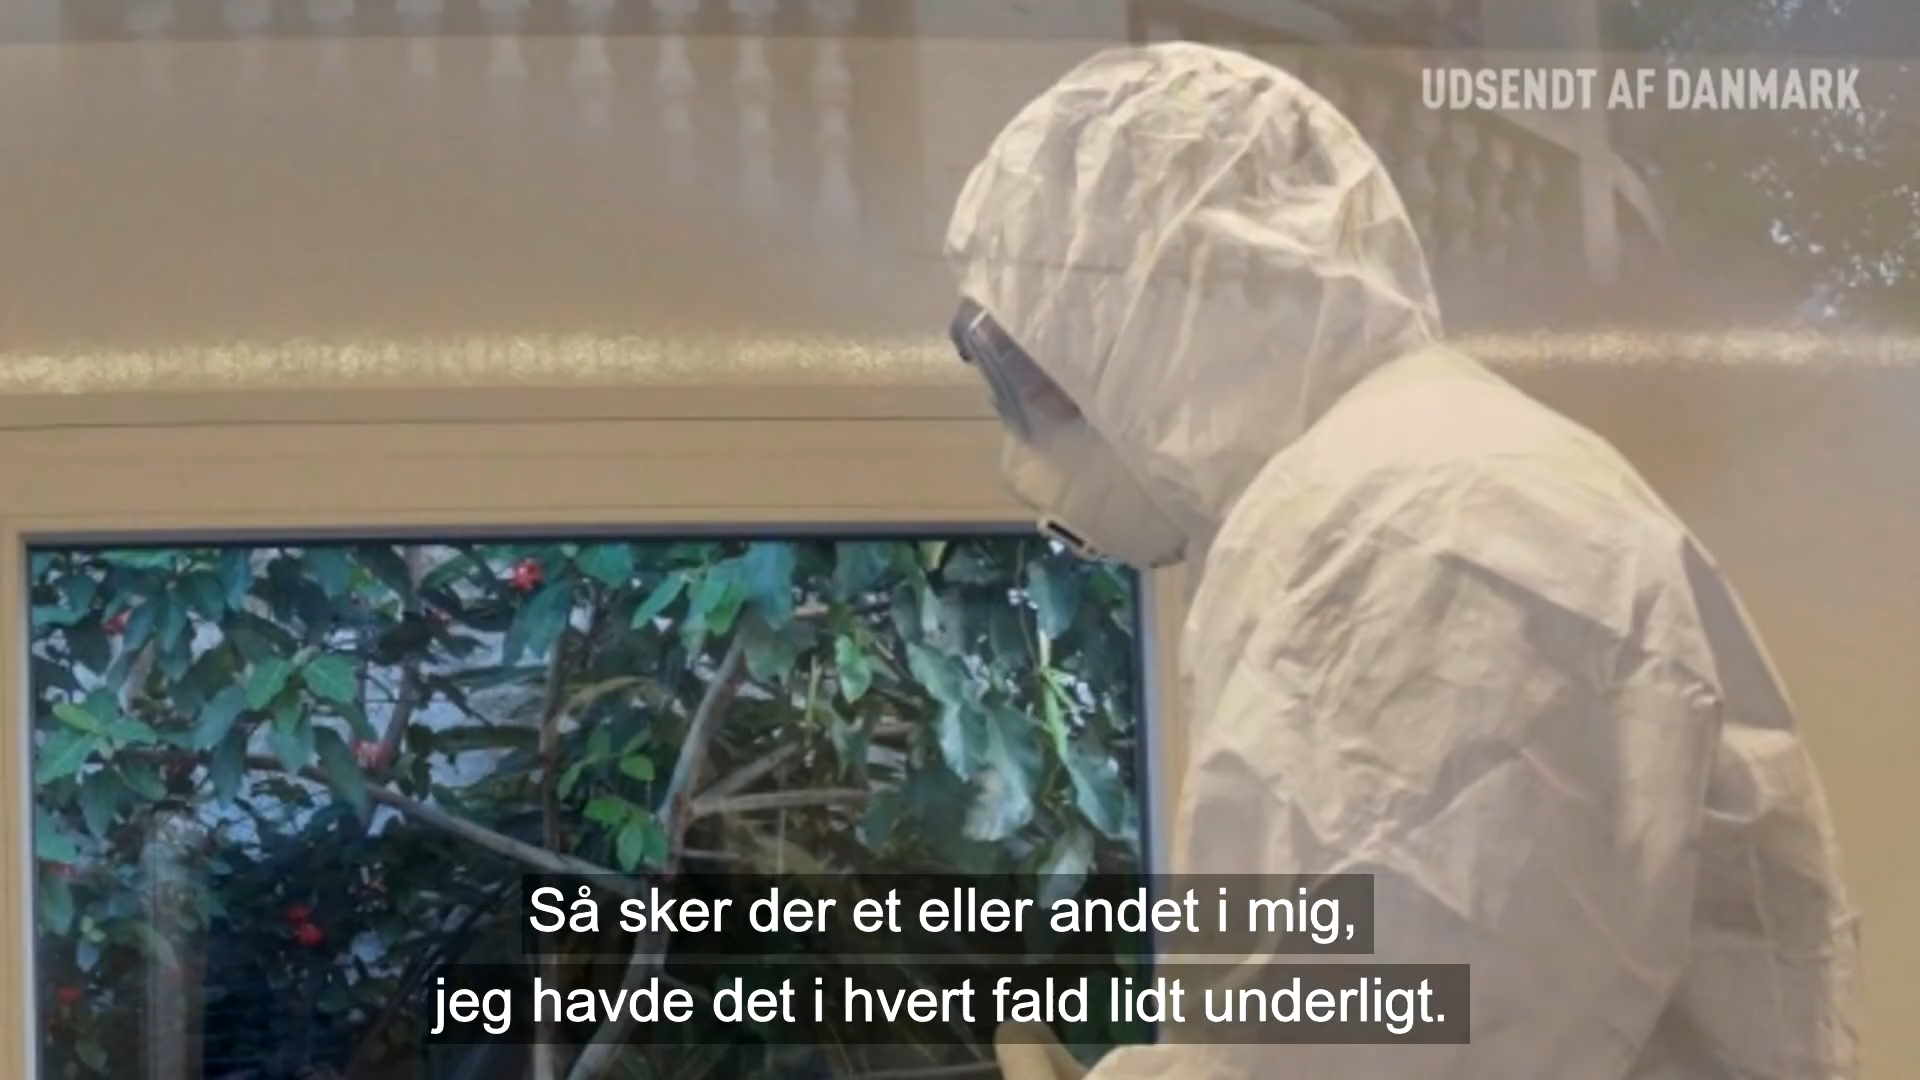 UDSENDT AF DANMARK
Så sker der et eller andet i mig,
jeg havde det i hvert fald lidt underligt.